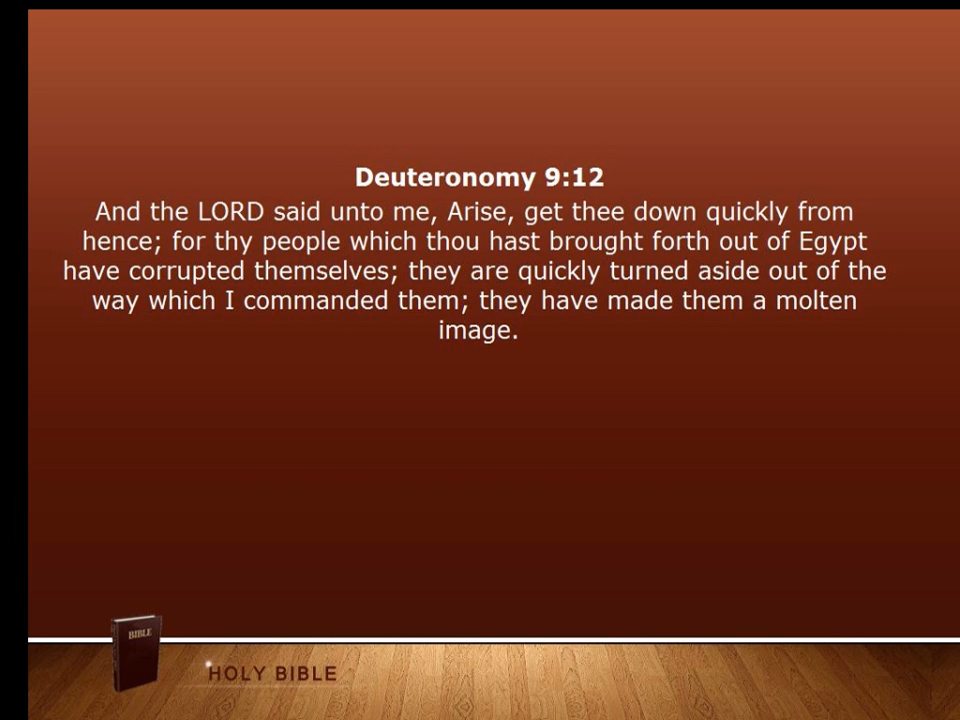 Deuteronomy 9:12
And the LORD said unto me, Arise, get thee down quickly from
hence; for thy people which thou hast brought forth out of Egypt
have corrupted themselves; they are quickly turned aside out of the
way which I commanded them; they have made them a molten
image.
BIBLE
HOLY BIBLE